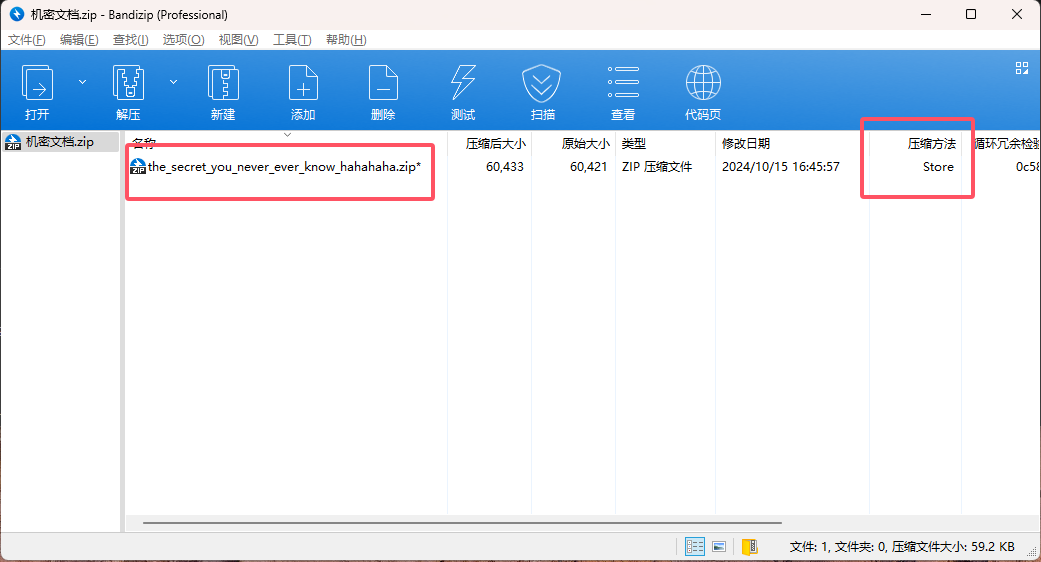 机密文档.zip - Bandizip (Professional)
文件(F) 编辑(E) 查找(I) 选项(O) 视图(V) 工具(T) 帮助(H)
打开 解压 新建 添加 删除 测试 扫描 查看 代码页
机密文档.zip
名称 压缩后大小 原始大小 类型 修改日期 压缩方法 循环冗余检验
the_secret_you_never_ever_know_hahahaha.zip* 60,433 60,421 ZIP 压缩文件 2024/10/15 16:45:57 Store 0c58
文件: 1, 文件夹: 0, 压缩文件大小: 59.2 KB